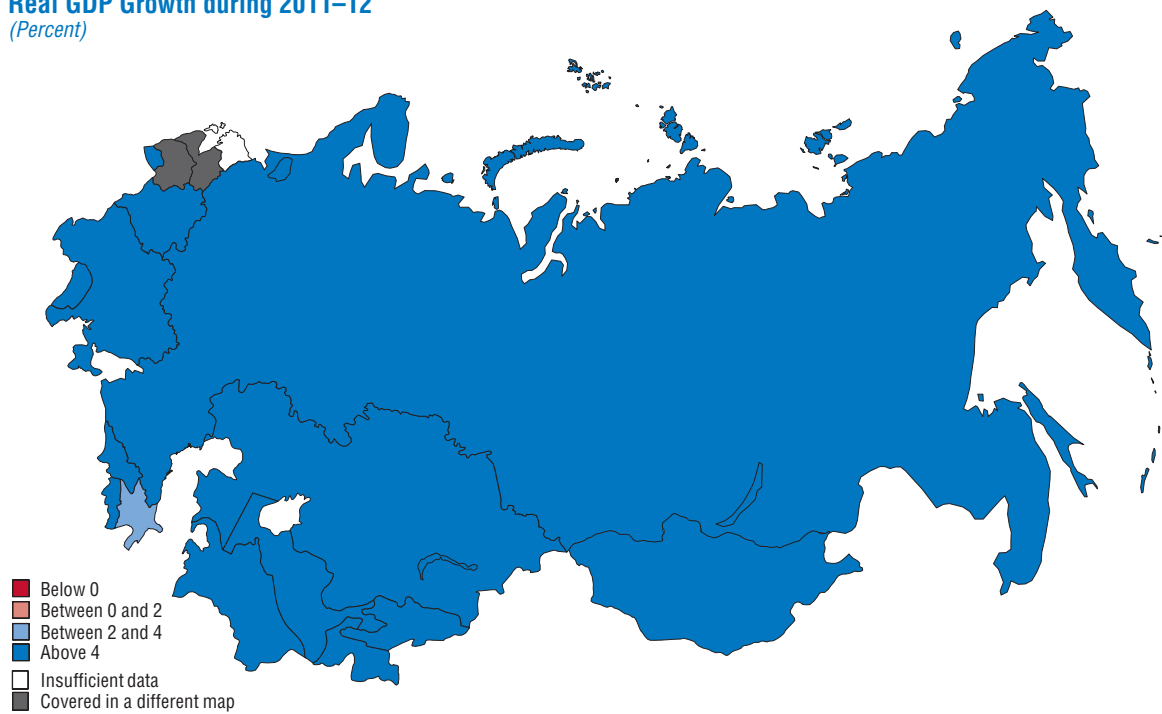 Real GDP Growth during 2011–12
(Percent)
Below 0
Between 0 and 2
Between 2 and 4
Above 4
Insufficient data
Covered in a different map